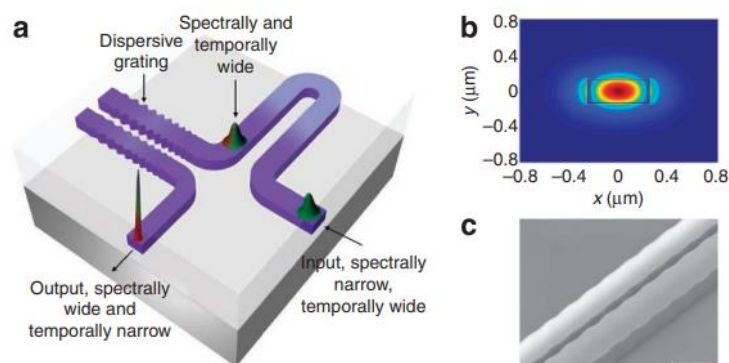 a
Spectrally and
temporally
wide
Dispersive
grating
Output, spectrally
wide and
temporally narrow
Input, spectrally
narrow,
temporally wide
b
0.8
0.4
0
−0.4
−0.8
y (μm)
−0.8 −0.4 0 0.4 0.8
x (μm)
c